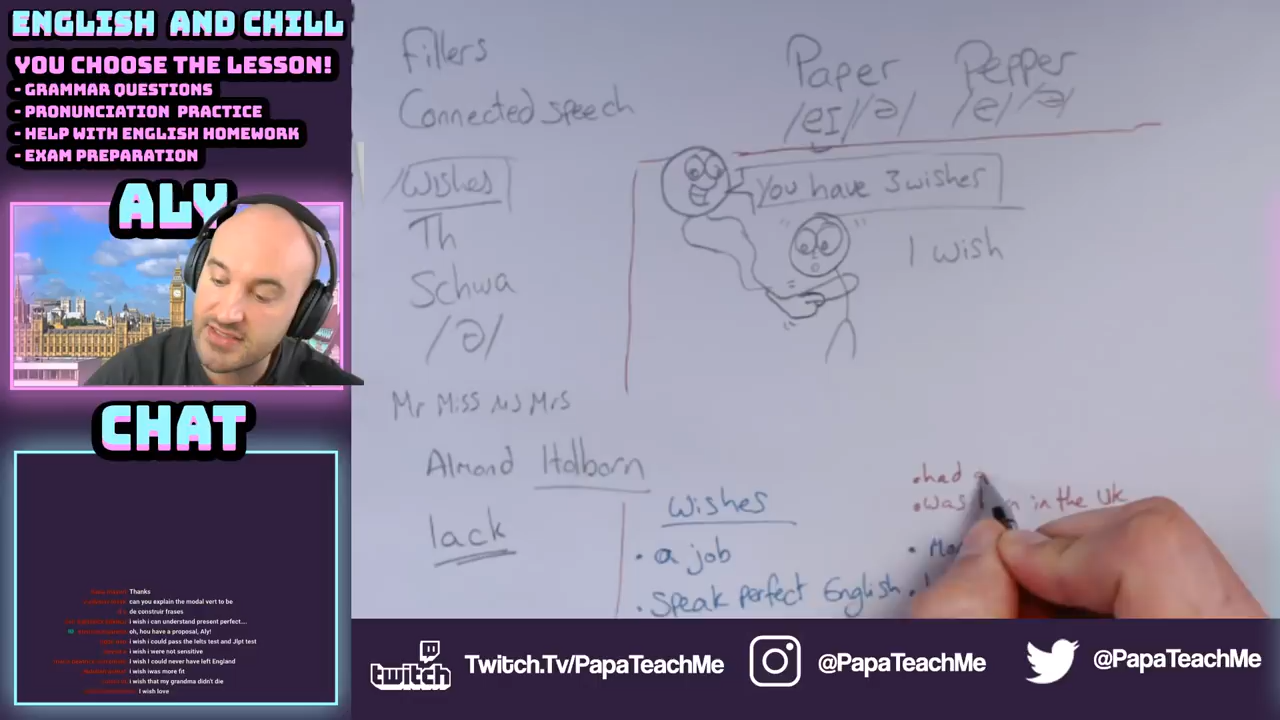 ENGLISH AND CHILL
YOU CHOOSE THE LESSON!
- GRAMMAR QUESTIONS
- PRONUNCIATION PRACTICE
- HELP WITH ENGLISH HOMEWORK
- EXAM PREPARATION
ALY
CHAT
Thanks
can you explain the modal vert to be
de construir frases
i wish i can understand present perfect....
oh, hou have a proposal, Aly!
i wish i could pass the Ielts test and Jlpt test
i wish i were not sensitive
i wish I could never have left England
i wish iwas more fit
i wish that my grandma didn't die
I wish love
Fillers
Connected speech
Wishes
Th
Schwa
/ə/
Mr Miss Ms Mrs
Almond Holborn
lack
Paper Pepper
/eɪ/ /ə/ /e/ /ə/
You have 3 wishes
I wish
Wishes
• a job
• Speak perfect English
• had
• was in the UK
Twitch.Tv/PapaTeachMe
@PapaTeachMe
@PapaTeachMe
twitch